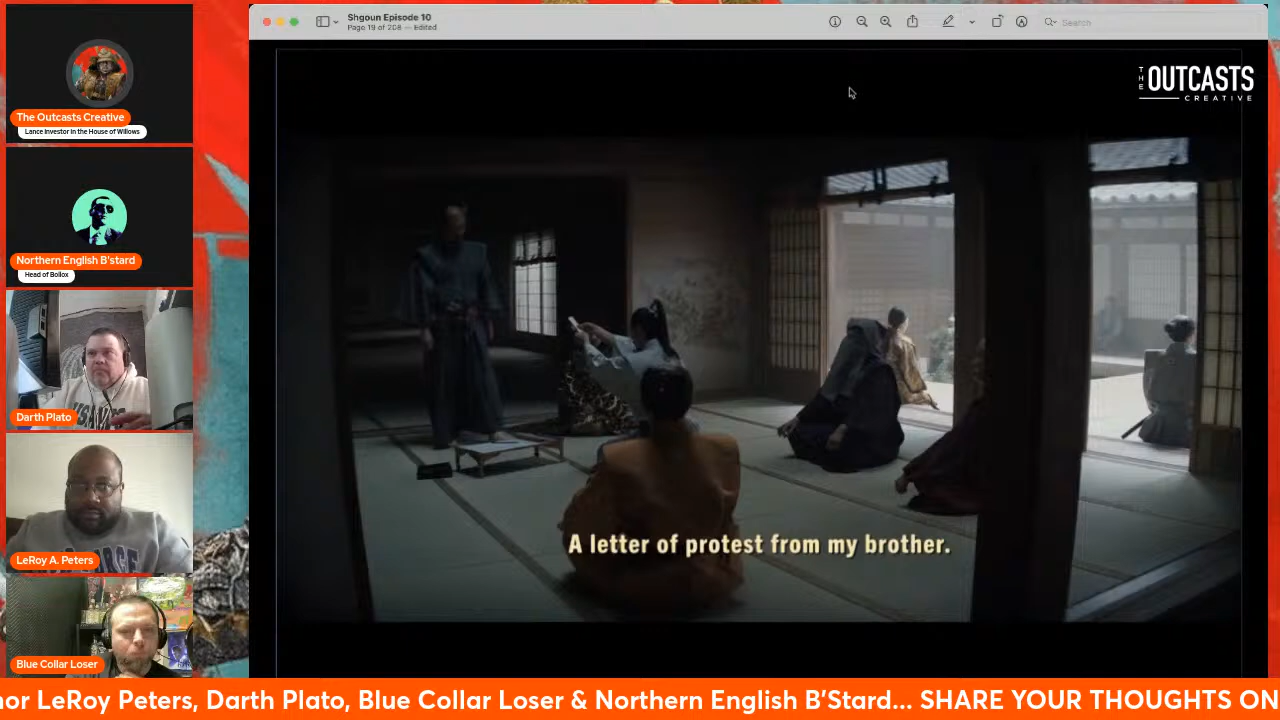 The Outcasts Creative
Lance Investor in the House of Willows
Northern English B'stard
Head of Bollox
Darth Plato
LeRoy A. Peters
Blue Collar Loser
Shgoun Episode 10
Page 19 of 208 — Edited
Search
THE OUTCASTS
CREATIVE
A letter of protest from my brother.
nor LeRoy Peters, Darth Plato, Blue Collar Loser & Northern English B'Stard... SHARE YOUR THOUGHTS ON